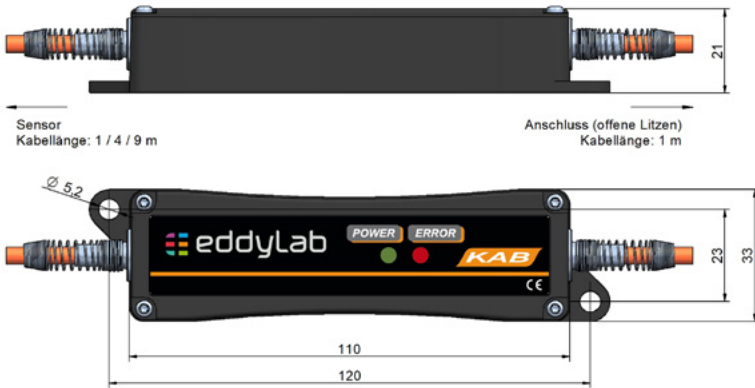 21
Sensor
Kabellänge: 1 / 4 / 9 m
Anschluss (offene Litzen)
Kabellänge: 1 m
Ø 5,2
eddylab
POWER ERROR
KAB
CE
23
33
110
120